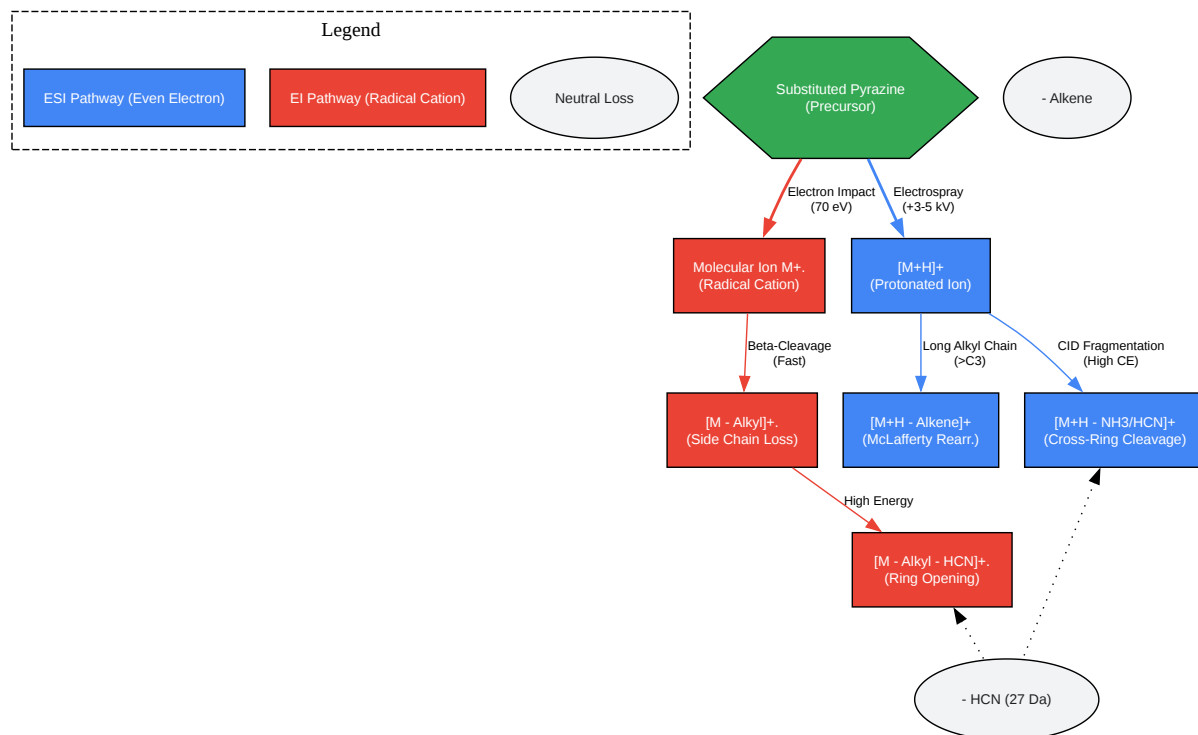 Legend
ESI Pathway (Even Electron)
EI Pathway (Radical Cation)
Neutral Loss
Substituted Pyrazine
(Precursor)
- Alkene
Electron Impact
(70 eV)
Electrospray
(+3-5 kV)
Molecular Ion M+.
(Radical Cation)
[M+H]+
(Protonated Ion)
Beta-Cleavage
(Fast)
Long Alkyl Chain
(>C3)
CID Fragmentation
(High CE)
[M - Alkyl]+.
(Side Chain Loss)
[M+H - Alkene]+
(McLafferty Rearr.)
[M+H - NH3/HCN]+
(Cross-Ring Cleavage)
High Energy
[M - Alkyl - HCN]+.
(Ring Opening)
- HCN (27 Da)